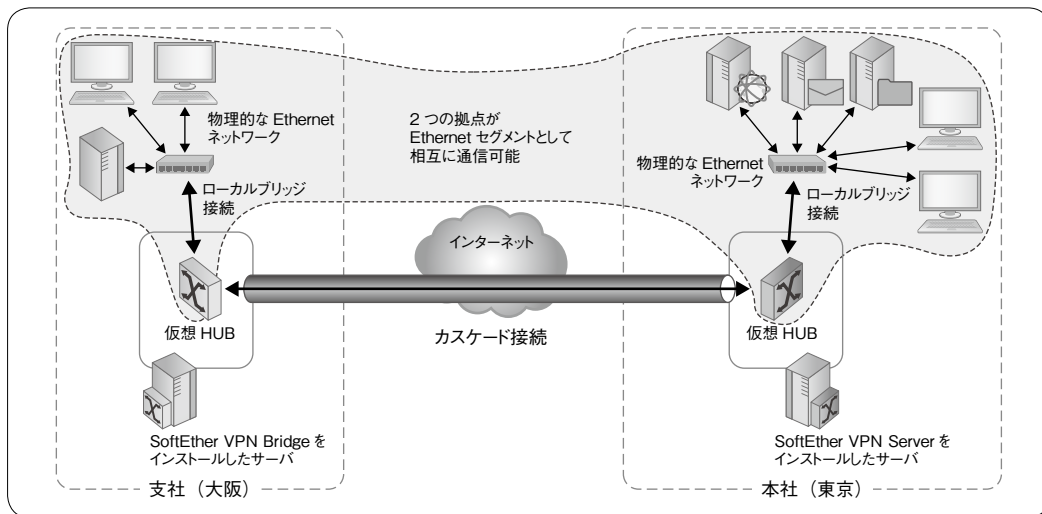 物理的な Ethernet
ネットワーク
ローカルブリッジ
接続
2 つの拠点が
Ethernet セグメントとして
相互に通信可能
物理的な Ethernet
ネットワーク
ローカルブリッジ
接続
インターネット
仮想 HUB
カスケード接続
仮想 HUB
SoftEther VPN Bridge を
インストールしたサーバ
支社（大阪）
SoftEther VPN Server を
インストールしたサーバ
本社（東京）